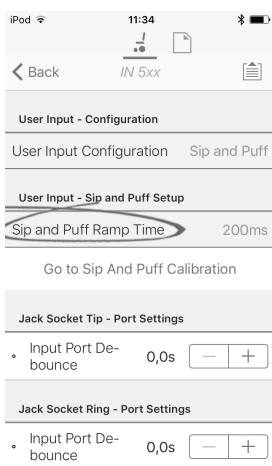 iPod 11:34
Back IN 5xx
User Input - Configuration
User Input Configuration Sip and Puff
User Input - Sip and Puff Setup
Sip and Puff Ramp Time 200ms
Go to Sip And Puff Calibration
Jack Socket Tip - Port Settings
Input Port De-
bounce 0,0s — +
Jack Socket Ring - Port Settings
Input Port De-
bounce 0,0s — +